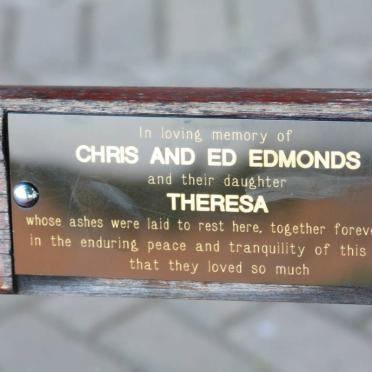 In loving memory of
CHRIS AND ED EDMONDS
and their daughter
THERESA
whose ashes were laid to rest here, together foreve
in the enduring peace and tranquility of this
that they loved so much